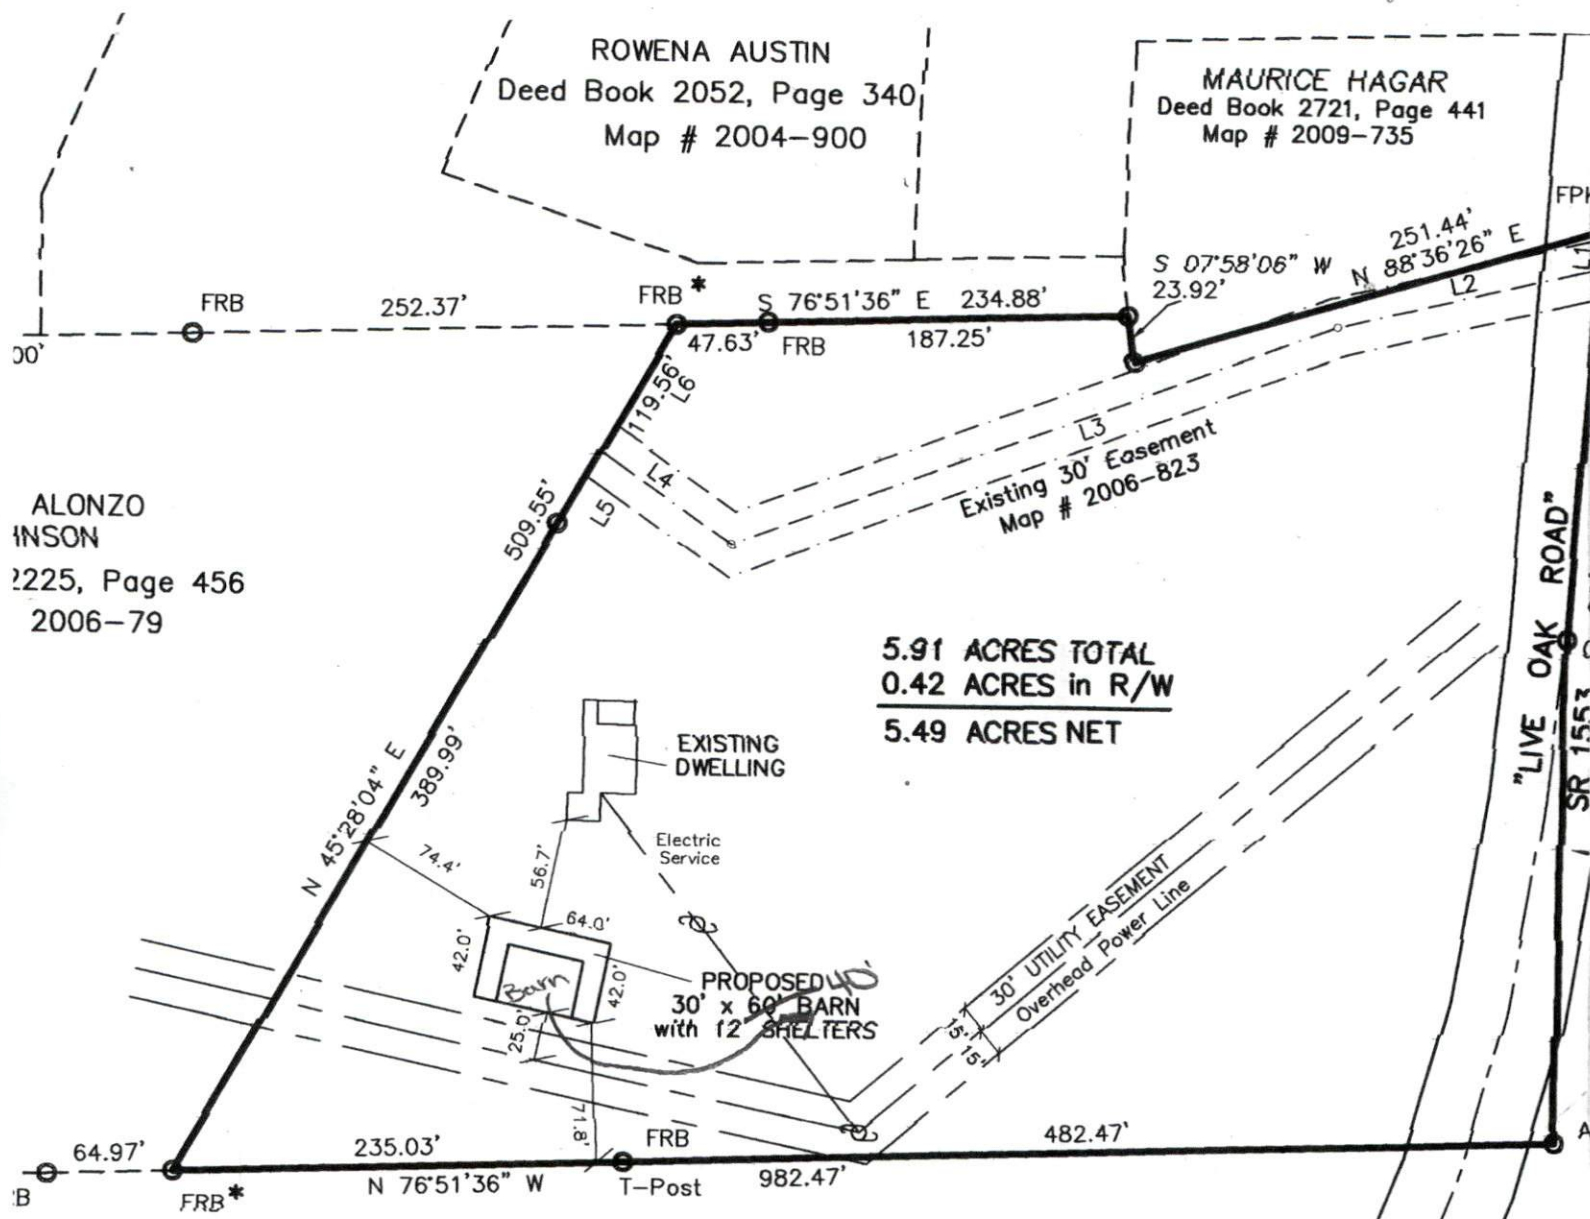 ROWENA AUSTIN
Deed Book 2052, Page 340
Map # 2004-900
MAURICE HAGAR
Deed Book 2721, Page 441
Map # 2009-735
FRB
252.37'
FRB *
S 76°51'36" E 234.88'
47.63'
FRB
187.25'
S 07°58'06" W
23.92'
251.44'
N 88°36'26" E
L1
L2
L3
L4
L5
L6
119.56'
00'
Existing 30' Easement
Map # 2006-823
509.55'
ALONZO
2225, Page 456
2006-79
5.91 ACRES TOTAL
0.42 ACRES in R/W
5.49 ACRES NET
"LIVE OAK ROAD"
SR 1553
EXISTING
DWELLING
N 45°28'04" E
389.99'
Electric
Service
74.4'
56.7'
64.0'
42.0'
42.0'
Barn
PROPOSED
30' x 60' BARN
with 12' SHELTERS
40'
25.0'
71.8'
30' UTILITY EASEMENT
Overhead Power Line
15' 15'
64.97'
FRB *
235.03'
N 76°51'36" W
FRB
T-Post
982.47'
482.47'